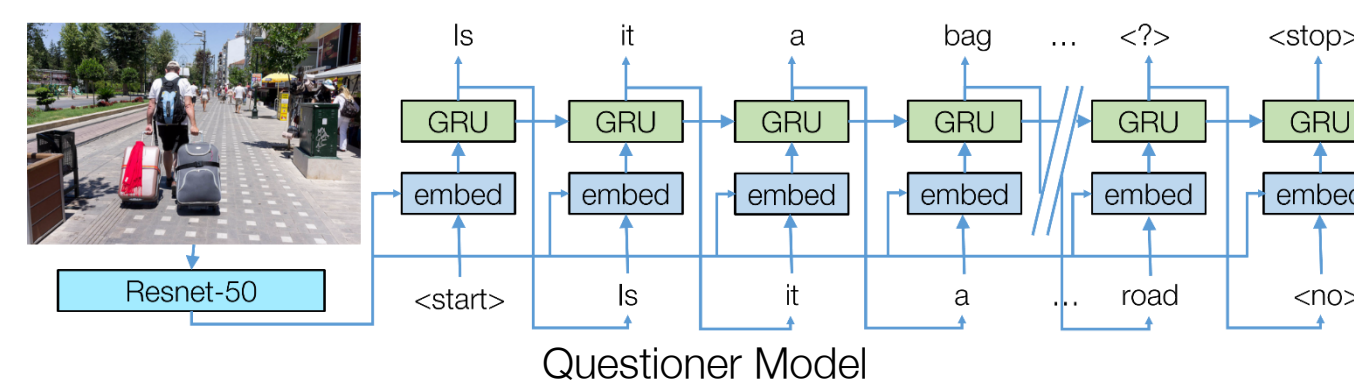 Is it a bag ... <?> <stop>
GRU GRU GRU GRU GRU GRU
embed embed embed embed embed embed
Resnet-50
<start> Is it a ... road <no>
Questioner Model